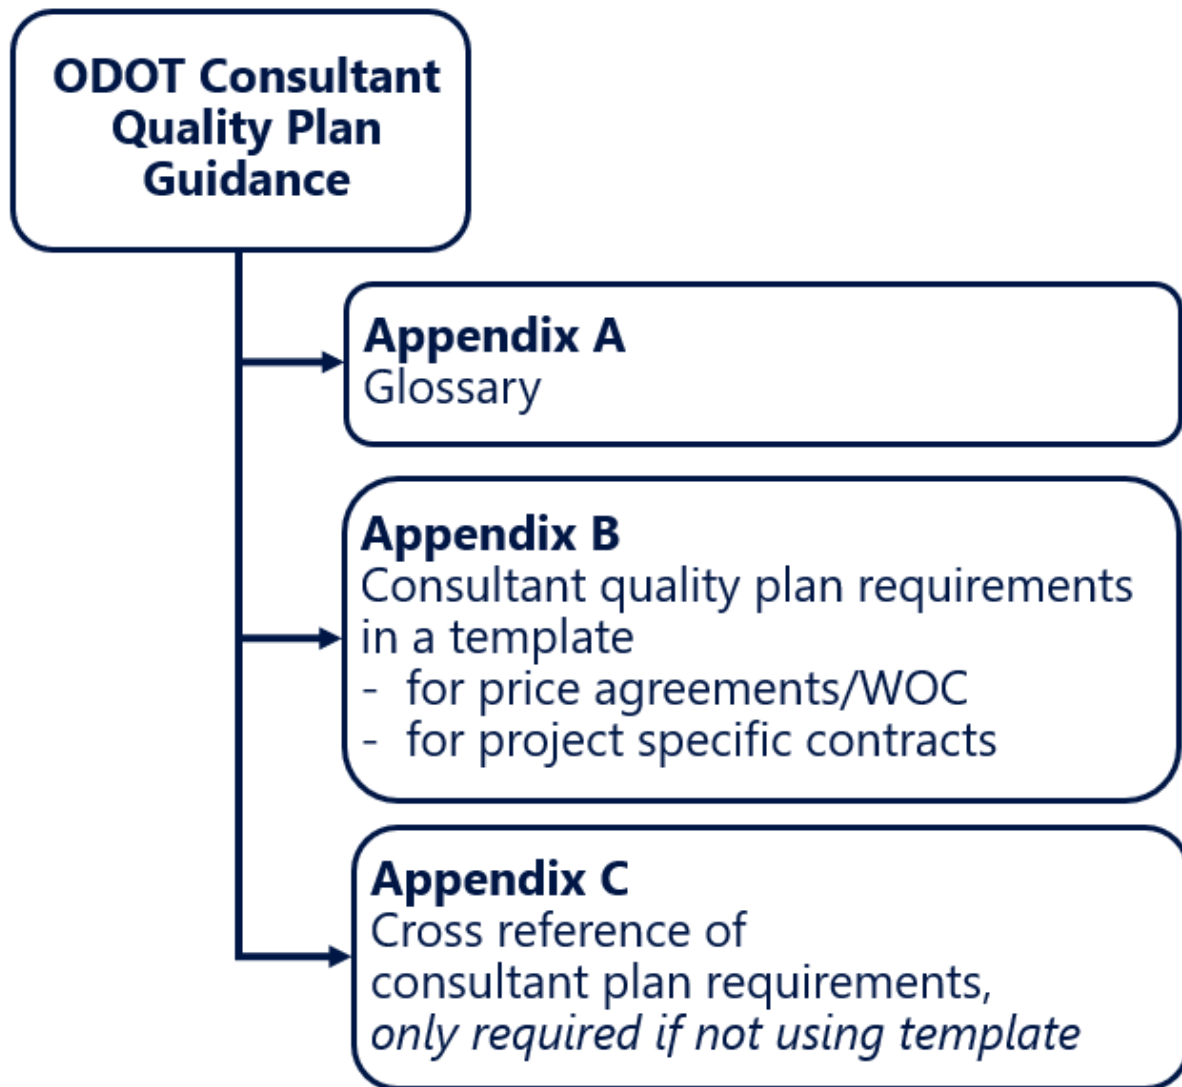 ODOT Consultant
Quality Plan
Guidance
Appendix A
Glossary
Appendix B
Consultant quality plan requirements
in a template
- for price agreements/WOC
- for project specific contracts
Appendix C
Cross reference of
consultant plan requirements,
only required if not using template